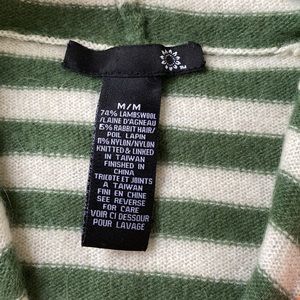 M/M
74% LAMBSWOOL
/LAINE D'AGNEAU
15% RABBIT HAIR/
POIL LAPIN
11% NYLON/NYLON
KNITTED & LINKED
IN TAIWAN
FINISHED IN
CHINA
TRICOTE ET JOINTS
A TAIWAN
FINI EN CHINE
SEE REVERSE
FOR CARE
VOIR CI DESSOUR
POUR LAVAGE